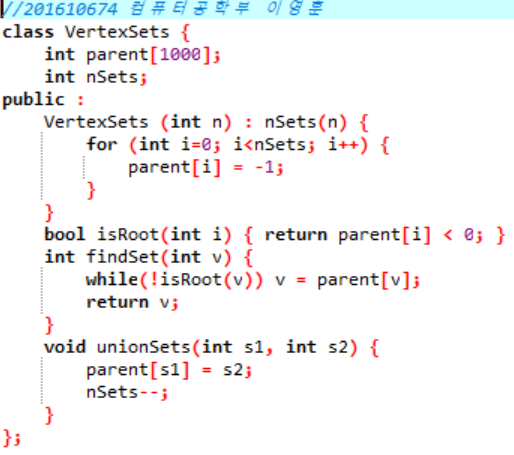 //201610674 컴퓨터공학부 이영훈
class VertexSets {
    int parent[1000];
    int nSets;
public :
    VertexSets (int n) : nSets(n) {
        for (int i=0; i<nSets; i++) {
            parent[i] = -1;
        }
    }
    bool isRoot(int i) { return parent[i] < 0; }
    int findSet(int v) {
        while(!isRoot(v)) v = parent[v];
        return v;
    }
    void unionSets(int s1, int s2) {
        parent[s1] = s2;
        nSets--;
    }
};